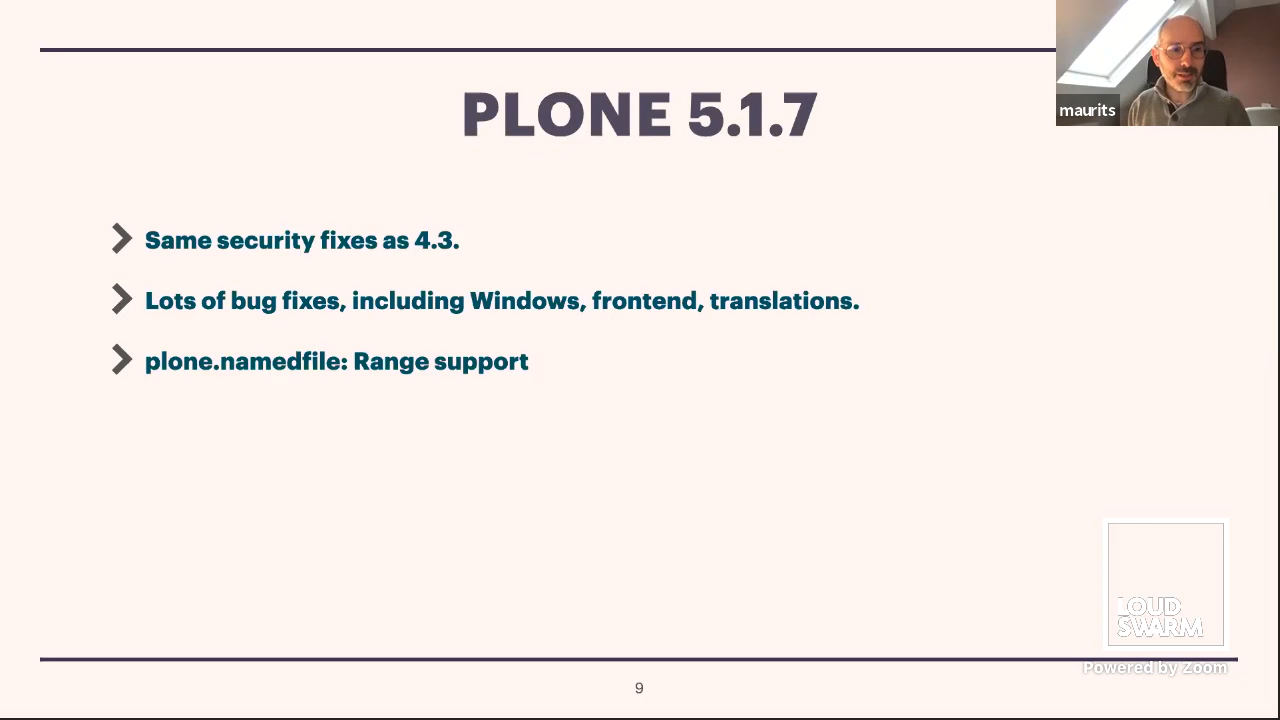 PLONE 5.1.7
maurits
Same security fixes as 4.3.
Lots of bug fixes, including Windows, frontend, translations.
plone.namedfile: Range support
LOUD
SWARM
Powered by Zoom
9